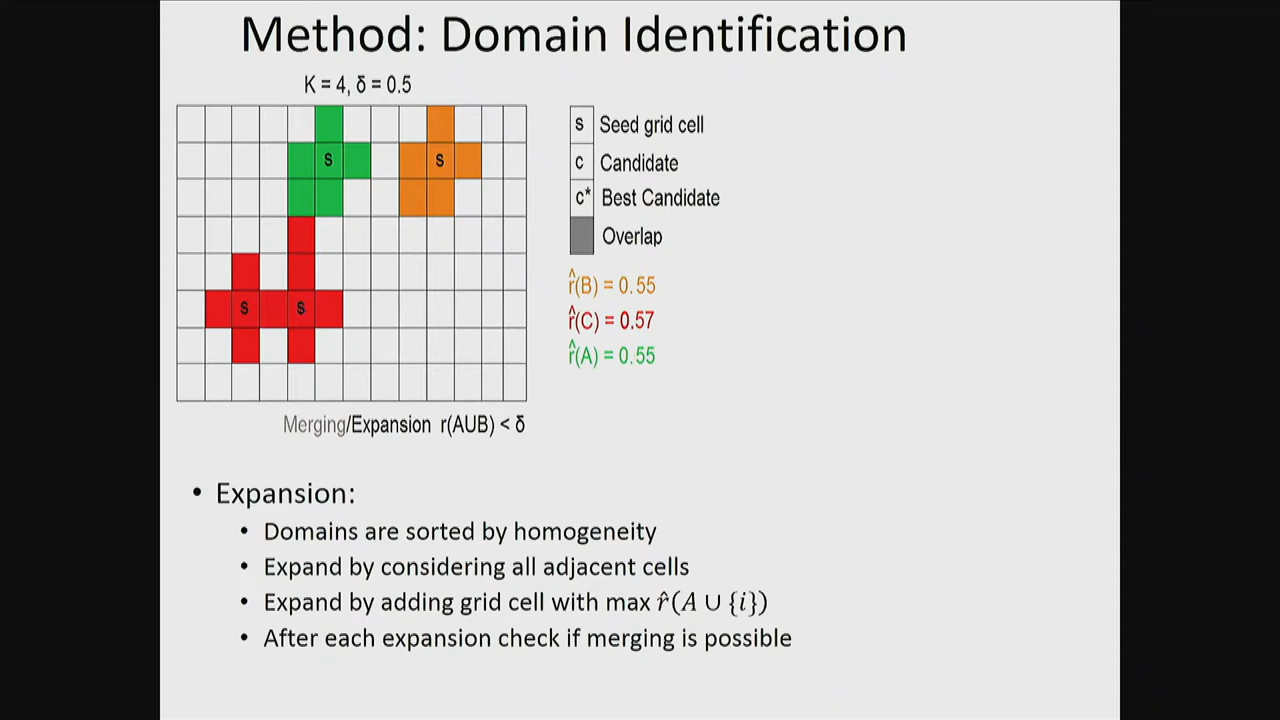 Method: Domain Identification
K = 4, δ = 0.5
s
s
s
s
s Seed grid cell
c Candidate
c* Best Candidate
Overlap
r̂(B) = 0.55
r̂(C) = 0.57
r̂(A) = 0.55
Merging/Expansion r(AUB) < δ
• Expansion:
• Domains are sorted by homogeneity
• Expand by considering all adjacent cells
• Expand by adding grid cell with max r̂(A ∪ {i})
• After each expansion check if merging is possible